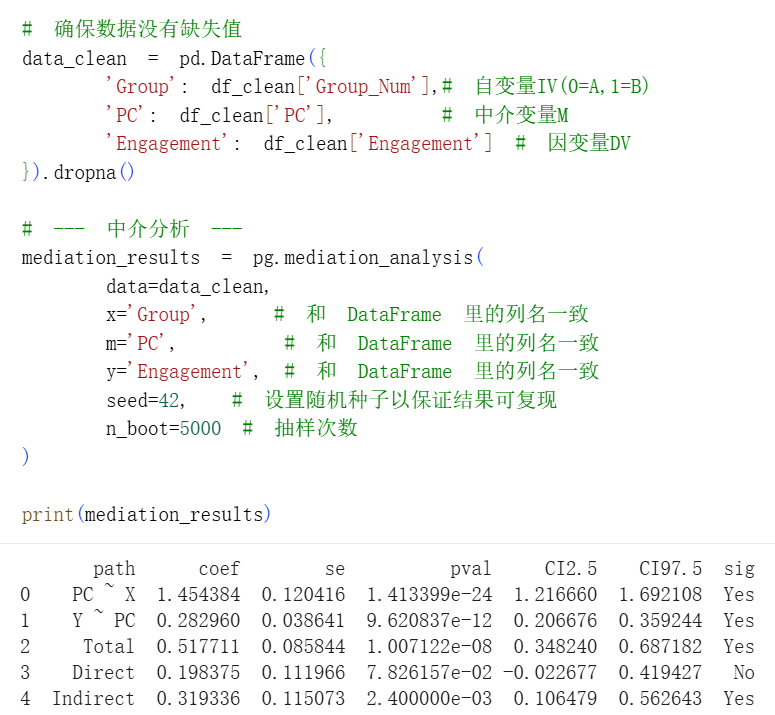 # 确保数据没有缺失值
data_clean = pd.DataFrame({
'Group': df_clean['Group_Num'],# 自变量IV(0=A,1=B)
'PC': df_clean['PC'], # 中介变量M
'Engagement': df_clean['Engagement'] # 因变量DV
}).dropna()
# --- 中介分析 ---
mediation_results = pg.mediation_analysis(
data=data_clean,
x='Group', # 和 DataFrame 里的列名一致
m='PC', # 和 DataFrame 里的列名一致
y='Engagement', # 和 DataFrame 里的列名一致
seed=42, # 设置随机种子以保证结果可复现
n_boot=5000 # 抽样次数
)
print(mediation_results)
path coef se pval CI2.5 CI97.5 sig
0 PC ~ X 1.454384 0.120416 1.413399e-24 1.216660 1.692108 Yes
1 Y ~ PC 0.282960 0.038641 9.620837e-12 0.206676 0.359244 Yes
2 Total 0.517711 0.085844 1.007122e-08 0.348240 0.687182 Yes
3 Direct 0.198375 0.111966 7.826157e-02 -0.022677 0.419427 No
4 Indirect 0.319336 0.115073 2.400000e-03 0.106479 0.562643 Yes